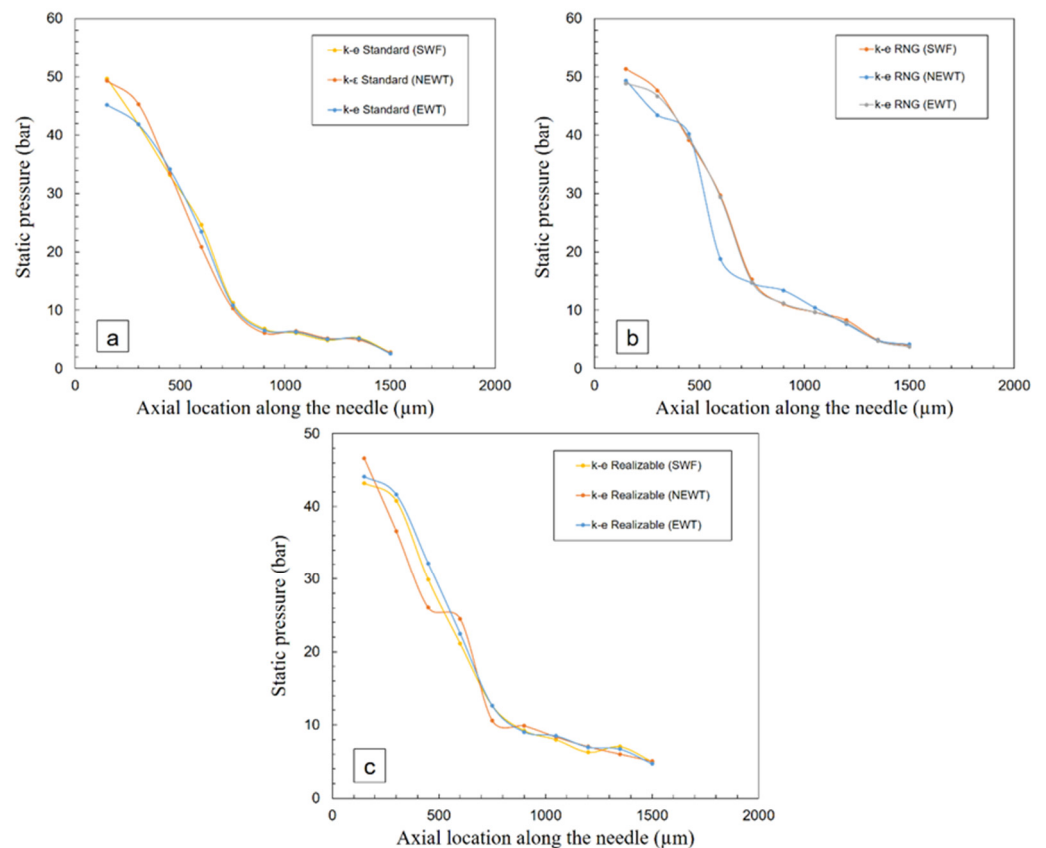 60
50
40
30
20
10
0
Static pressure (bar)
k-e Standard (SWF)
k-ε Standard (NEWT)
k-e Standard (EWT)
a
0 500 1000 1500 2000
Axial location along the needle (µm)
60
50
40
30
20
10
0
Static pressure (bar)
k-e RNG (SWF)
k-e RNG (NEWT)
k-e RNG (EWT)
b
0 500 1000 1500 2000
Axial location along the needle (µm)
50
40
30
20
10
0
Static pressure (bar)
k-e Realizable (SWF)
k-e Realizable (NEWT)
k-e Realizable (EWT)
c
0 500 1000 1500 2000
Axial location along the needle (µm)